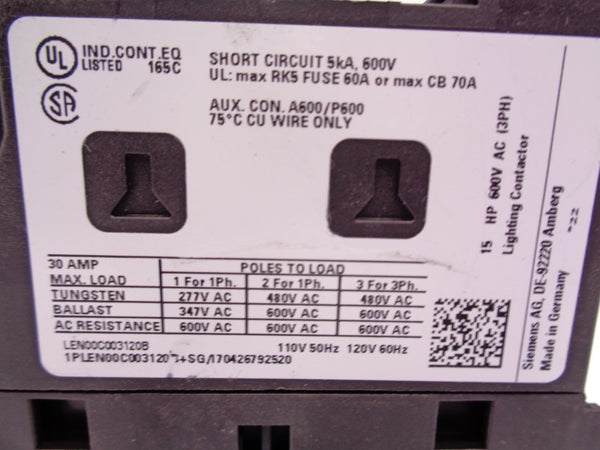 UL IND.CONT.EQ
LISTED 165C
SA
SHORT CIRCUIT 5kA, 600V
UL: max RK5 FUSE 60A or max CB 70A
AUX. CON. A600/P600
75°C CU WIRE ONLY
15 HP 600V AC (3PH)
Lighting Contactor
Siemens AG, DE-92220 Amberg
Made in Germany
30 AMP POLES TO LOAD
MAX. LOAD 1 For 1Ph. 2 For 1Ph. 3 For 3Ph.
TUNGSTEN 277V AC 480V AC 480V AC
BALLAST 347V AC 600V AC 600V AC
AC RESISTANCE 600V AC 600V AC 600V AC
LEN00C003120B 110V 50Hz 120V 60Hz